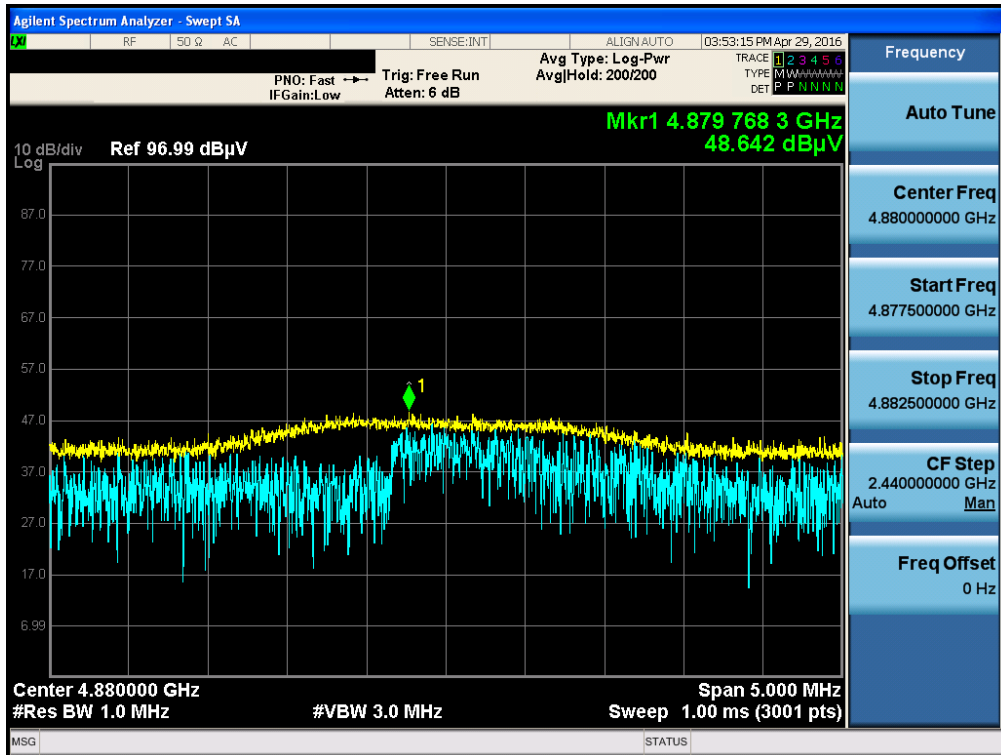 Agilent Spectrum Analyzer - Swept SA
LXI RF 50 Ω AC SENSE:INT ALIGN AUTO 03:53:15 PM Apr 29, 2016
PNO: Fast
IFGain:Low
Trig: Free Run
Atten: 6 dB
Avg Type: Log-Pwr
Avg|Hold: 200/200
TRACE 1 2 3 4 5 6
TYPE M W W W W W
DET P P N N N N
Mkr1 4.879 768 3 GHz
48.642 dBµV
10 dB/div Ref 96.99 dBµV
Log
87.0
77.0
67.0
57.0
47.0
37.0
27.0
17.0
6.99
1
Center 4.880000 GHz Span 5.000 MHz
#Res BW 1.0 MHz #VBW 3.0 MHz Sweep 1.00 ms (3001 pts)
MSG STATUS
Frequency
Auto Tune
Center Freq
4.880000000 GHz
Start Freq
4.877500000 GHz
Stop Freq
4.882500000 GHz
CF Step
2.440000000 GHz
Auto Man
Freq Offset
0 Hz